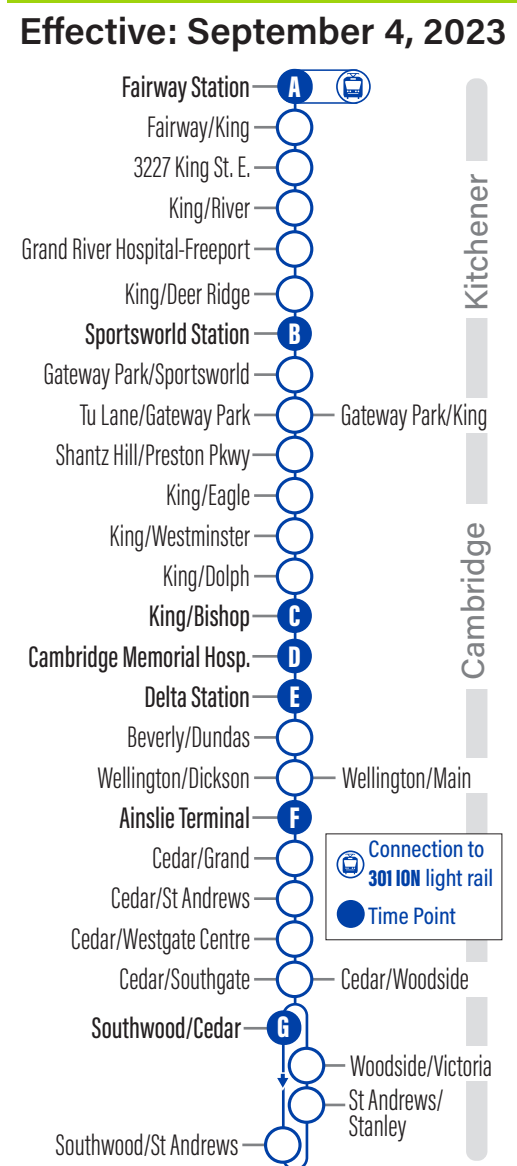 Effective: September 4, 2023
Fairway Station A
Fairway/King
3227 King St. E.
King/River
Grand River Hospital-Freeport
King/Deer Ridge
Kitchener
Sportsworld Station B
Gateway Park/Sportsworld
Tu Lane/Gateway Park Gateway Park/King
Shantz Hill/Preston Pkwy
King/Eagle
King/Westminster
King/Dolph
King/Bishop C
Cambridge
Cambridge Memorial Hosp. D
Delta Station E
Beverly/Dundas
Wellington/Dickson Wellington/Main
Ainslie Terminal F
Cedar/Grand
Connection to
301 ION light rail
Time Point
Cedar/St Andrews
Cedar/Westgate Centre
Cedar/Southgate Cedar/Woodside
Southwood/Cedar G
Woodside/Victoria
St Andrews/
Stanley
Southwood/St Andrews